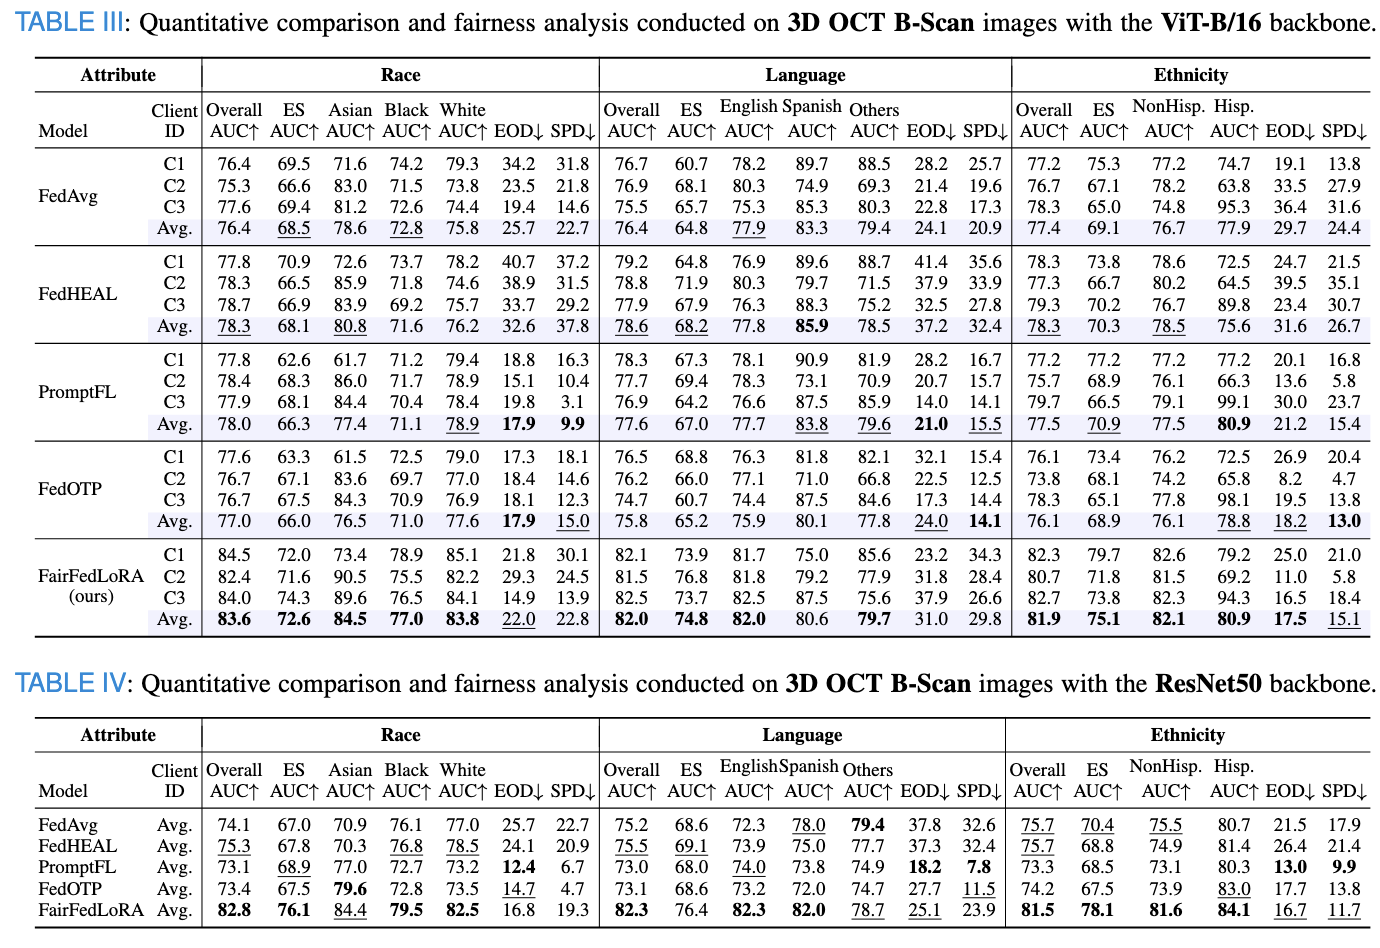 TABLE III: Quantitative comparison and fairness analysis conducted on 3D OCT B-Scan images with the ViT-B/16 backbone.
Attribute Race Language Ethnicity
Client Overall ES Asian Black White Overall ES English Spanish Others Overall ES NonHisp. Hisp.
Model ID AUC↑ AUC↑ AUC↑ AUC↑ AUC↑ EOD↓ SPD↓ AUC↑ AUC↑ AUC↑ AUC↑ AUC↑ EOD↓ SPD↓ AUC↑ AUC↑ AUC↑ AUC↑ EOD↓ SPD↓
C1 76.4 69.5 71.6 74.2 79.3 34.2 31.8 76.7 60.7 78.2 89.7 88.5 28.2 25.7 77.2 75.3 77.2 74.7 19.1 13.8
FedAvg
C2 75.3 66.6 83.0 71.5 73.8 23.5 21.8 76.9 68.1 80.3 74.9 69.3 21.4 19.6 76.7 67.1 78.2 63.8 33.5 27.9
C3 77.6 69.4 81.2 72.6 74.4 19.4 14.6 75.5 65.7 75.3 85.3 80.3 22.8 17.3 78.3 65.0 74.8 95.3 36.4 31.6
Avg. 76.4 68.5 78.6 72.8 75.8 25.7 22.7 76.4 64.8 77.9 83.3 79.4 24.1 20.9 77.4 69.1 76.7 77.9 29.7 24.4
C1 77.8 70.9 72.6 73.7 78.2 40.7 37.2 79.2 64.8 76.9 89.6 88.7 41.4 35.6 78.3 73.8 78.6 72.5 24.7 21.5
FedHEAL
C2 78.3 66.5 85.9 71.8 74.6 38.9 31.5 78.8 71.9 80.3 79.7 71.5 37.9 33.9 77.3 66.7 80.2 64.5 39.5 35.1
C3 78.7 66.9 83.9 69.2 75.7 33.7 29.2 77.9 67.9 76.3 88.3 75.2 32.5 27.8 79.3 70.2 76.7 89.8 23.4 30.7
Avg. 78.3 68.1 80.8 71.6 76.2 32.6 37.8 78.6 68.2 77.8 85.9 78.5 37.2 32.4 78.3 70.3 78.5 75.6 31.6 26.7
C1 77.8 62.6 61.7 71.2 79.4 18.8 16.3 78.3 67.3 78.1 90.9 81.9 28.2 16.7 77.2 77.2 77.2 77.2 20.1 16.8
PromptFL
C2 78.4 68.3 86.0 71.7 78.9 15.1 10.4 77.7 69.4 78.3 73.1 70.9 20.7 15.7 75.7 68.9 76.1 66.3 13.6 5.8
C3 77.9 68.1 84.4 70.4 78.4 19.8 3.1 76.9 64.2 76.6 87.5 85.9 14.0 14.1 79.7 66.5 79.1 99.1 30.0 23.7
Avg. 78.0 66.3 77.4 71.1 78.9 17.9 9.9 77.6 67.0 77.7 83.8 79.6 21.0 15.5 77.5 70.9 77.5 80.9 21.2 15.4
C1 77.6 63.3 61.5 72.5 79.0 17.3 18.1 76.5 68.8 76.3 81.8 82.1 32.1 15.4 76.1 73.4 76.2 72.5 26.9 20.4
FedOTP
C2 76.7 67.1 83.6 69.7 77.0 18.4 14.6 76.2 66.0 77.1 71.0 66.8 22.5 12.5 73.8 68.1 74.2 65.8 8.2 4.7
C3 76.7 67.5 84.3 70.9 76.9 18.1 12.3 74.7 60.7 74.4 87.5 84.6 17.3 14.4 78.3 65.1 77.8 98.1 19.5 13.8
Avg. 77.0 66.0 76.5 71.0 77.6 17.9 15.0 75.8 65.2 75.9 80.1 77.8 24.0 14.1 76.1 68.9 76.1 78.8 18.2 13.0
C1 84.5 72.0 73.4 78.9 85.1 21.8 30.1 82.1 73.9 81.7 75.0 85.6 23.2 34.3 82.3 79.7 82.6 79.2 25.0 21.0
FairFedLoRA C2 82.4 71.6 90.5 75.5 82.2 29.3 24.5 81.5 76.8 81.8 79.2 77.9 31.8 28.4 80.7 71.8 81.5 69.2 11.0 5.8
(ours) C3 84.0 74.3 89.6 76.5 84.1 14.9 13.9 82.5 73.7 82.5 87.5 75.6 37.9 26.6 82.7 73.8 82.3 94.3 16.5 18.4
Avg. 83.6 72.6 84.5 77.0 83.8 22.0 22.8 82.0 74.8 82.0 80.6 79.7 31.0 29.8 81.9 75.1 82.1 80.9 17.5 15.1
TABLE IV: Quantitative comparison and fairness analysis conducted on 3D OCT B-Scan images with the ResNet50 backbone.
Attribute Race Language Ethnicity
Client Overall ES Asian Black White Overall ES English Spanish Others Overall ES NonHisp. Hisp.
Model ID AUC↑ AUC↑ AUC↑ AUC↑ AUC↑ EOD↓ SPD↓ AUC↑ AUC↑ AUC↑ AUC↑ AUC↑ EOD↓ SPD↓ AUC↑ AUC↑ AUC↑ AUC↑ EOD↓ SPD↓
FedAvg Avg. 74.1 67.0 70.9 76.1 77.0 25.7 22.7 75.2 68.6 72.3 78.0 79.4 37.8 32.6 75.7 70.4 75.5 80.7 21.5 17.9
FedHEAL Avg. 75.3 67.8 70.3 76.8 78.5 24.1 20.9 75.5 69.1 73.9 75.0 77.7 37.3 32.4 75.7 68.8 74.9 81.4 26.4 21.4
PromptFL Avg. 73.1 68.9 77.0 72.7 73.2 12.4 6.7 73.0 68.0 74.0 73.8 74.9 18.2 7.8 73.3 68.5 73.1 80.3 13.0 9.9
FedOTP Avg. 73.4 67.5 79.6 72.8 73.5 14.7 4.7 73.1 68.6 73.2 72.0 74.7 27.7 11.5 74.2 67.5 73.9 83.0 17.7 13.8
FairFedLoRA Avg. 82.8 76.1 84.4 79.5 82.5 16.8 19.3 82.3 76.4 82.3 82.0 78.7 25.1 23.9 81.5 78.1 81.6 84.1 16.7 11.7